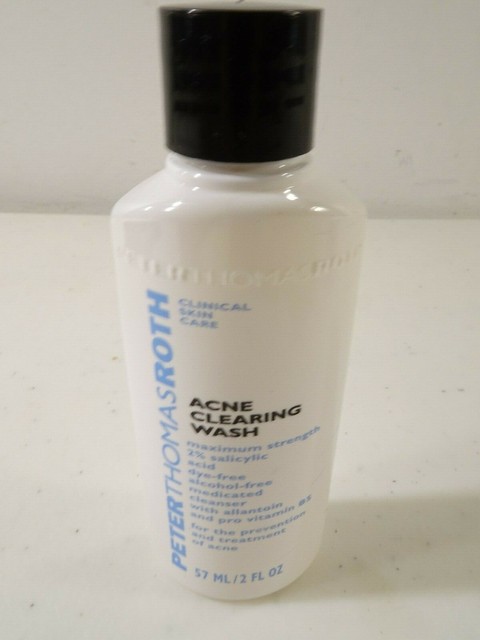 PETERTHOMASROTH
PETERTHOMASROTH
CLINICAL
SKIN
CARE
ACNE
CLEARING
WASH
maximum strength
2% salicylic
acid
dye-free
alcohol-free
medicated
cleanser
with allantoin
and pro vitamin B5
for the prevention
and treatment
of acne
57 ML/2 FL OZ